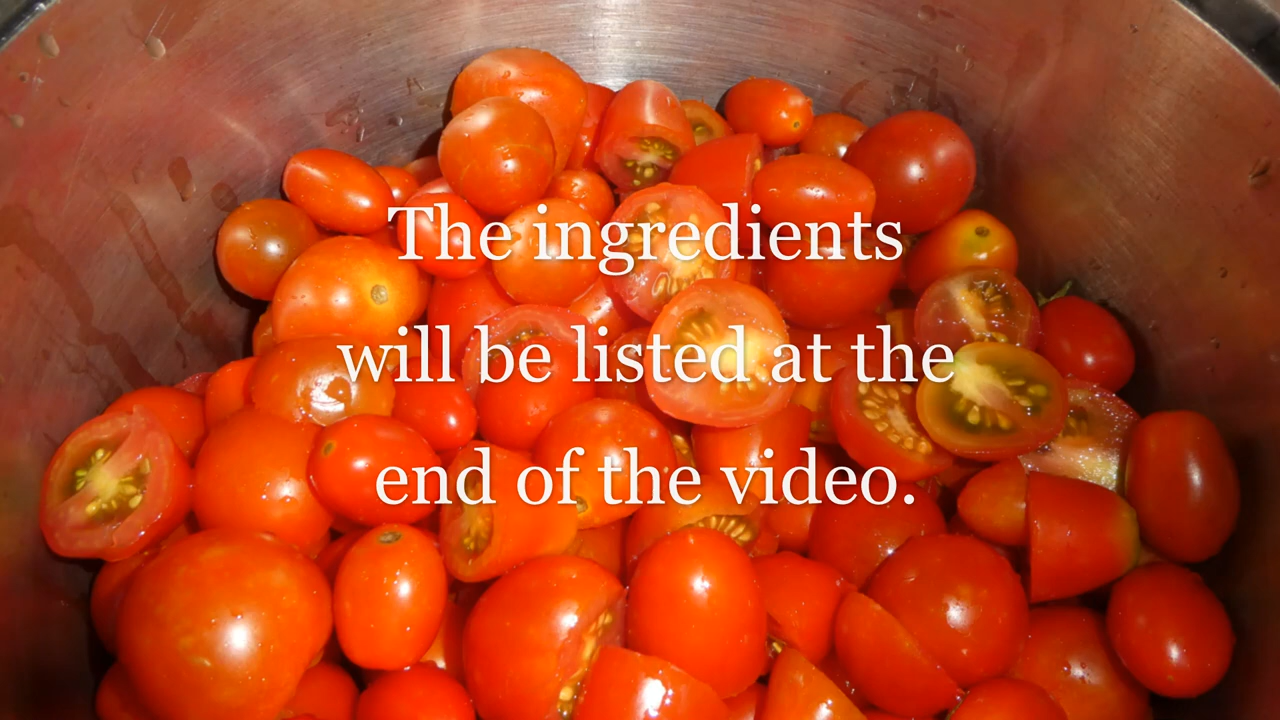 The ingredients
will be listed at the
end of the video.